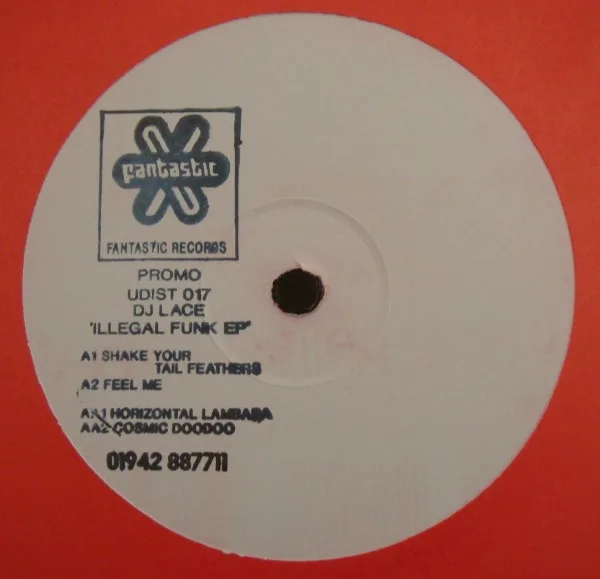 fantastic
FANTASTIC RECORDS
PROMO
UDIST 017
DJ LACE
'ILLEGAL FUNK EP'
A1 SHAKE YOUR
TAIL FEATHERS
A2 FEEL ME
AA1 HORIZONTAL LAMBADA
AA2 COSMIC DOODOO
01942 887711